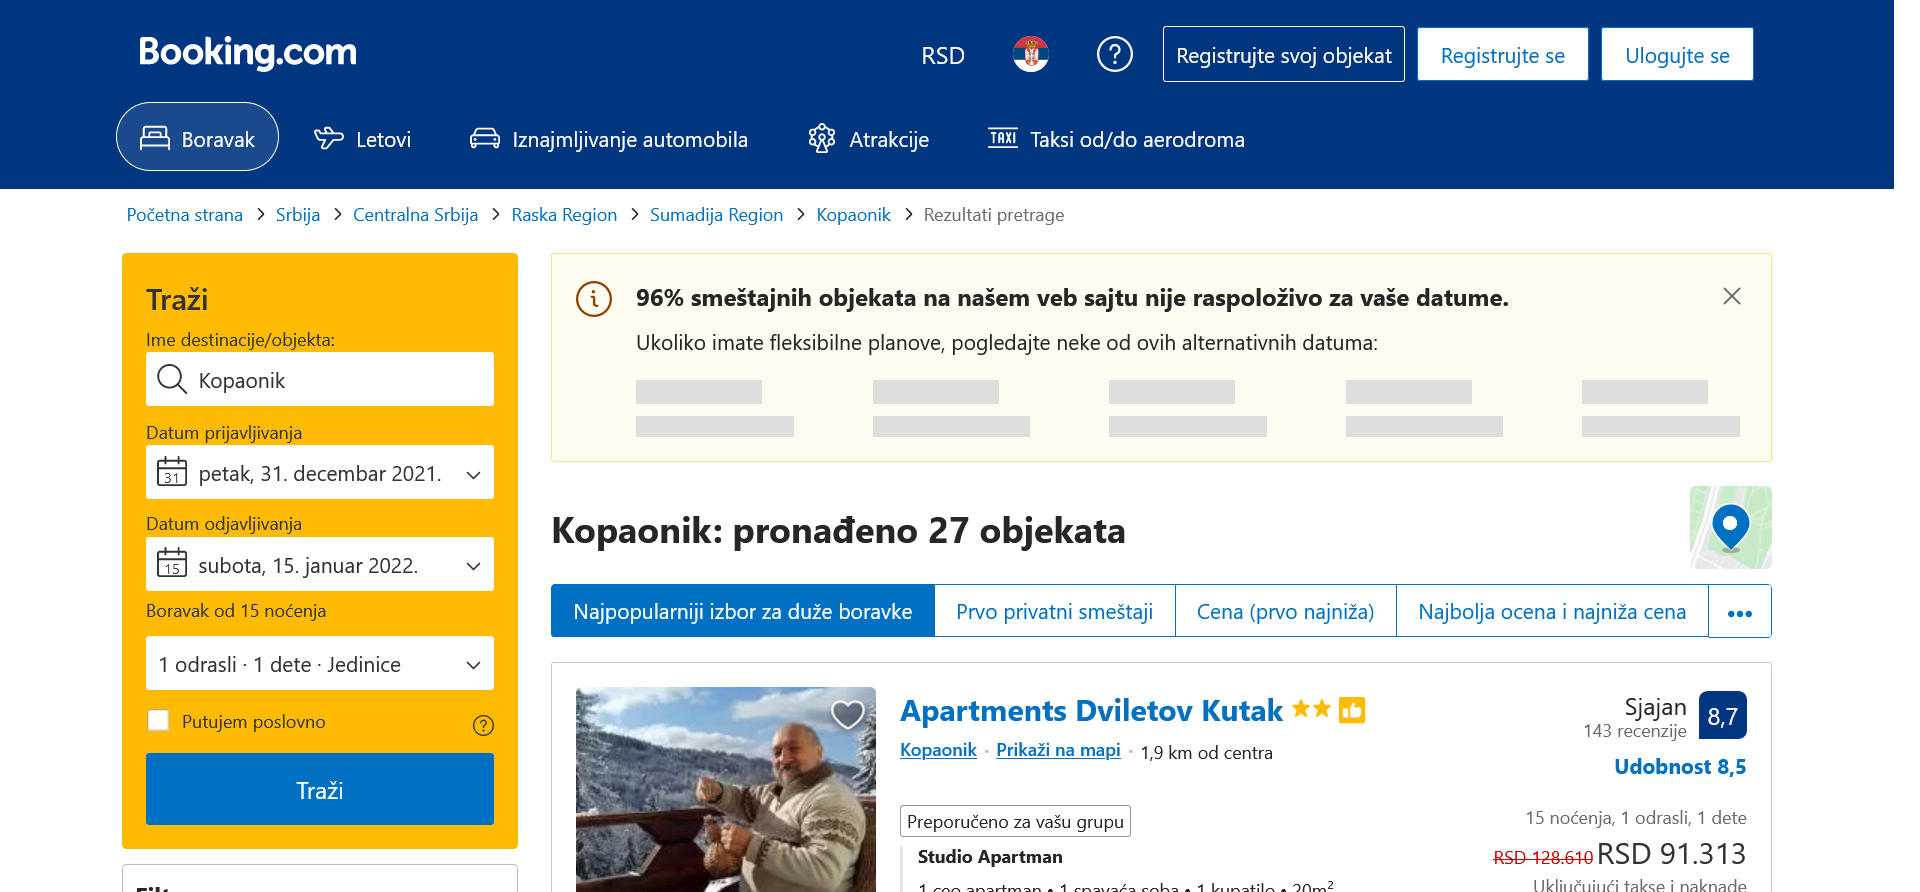 Booking.com
RSD
Registrujte svoj objekat
Registrujte se
Ulogujte se
Boravak
Letovi
Iznajmljivanje automobila
Atrakcije
TAXI
Taksi od/do aerodroma
Početna strana
Srbija
Centralna Srbija
Raska Region
Sumadija Region
Kopaonik
Rezultati pretrage
Traži
Ime destinacije/objekta:
Kopaonik
Datum prijavljivanja
31
petak, 31. decembar 2021.
Datum odjavljivanja
15
subota, 15. januar 2022.
Boravak od 15 noćenja
1 odrasli · 1 dete · Jedinice
Putujem poslovno
Traži
96% smeštajnih objekata na našem veb sajtu nije raspoloživo za vaše datume.
Ukoliko imate fleksibilne planove, pogledajte neke od ovih alternativnih datuma:
Kopaonik: pronađeno 27 objekata
Najpopularniji izbor za duže boravke
Prvo privatni smeštaji
Cena (prvo najniža)
Najbolja ocena i najniža cena
Apartments Dviletov Kutak
Kopaonik
Prikaži na mapi
1,9 km od centra
Sjajan
143 recenzije
8,7
Udobnost 8,5
Preporučeno za vašu grupu
Studio Apartman
1 ceo apartman • 1 spavaća soba • 1 kupatilo • 20m²
15 noćenja, 1 odrasli, 1 dete
RSD 128.610 RSD 91.313
Uključujući takse i naknade